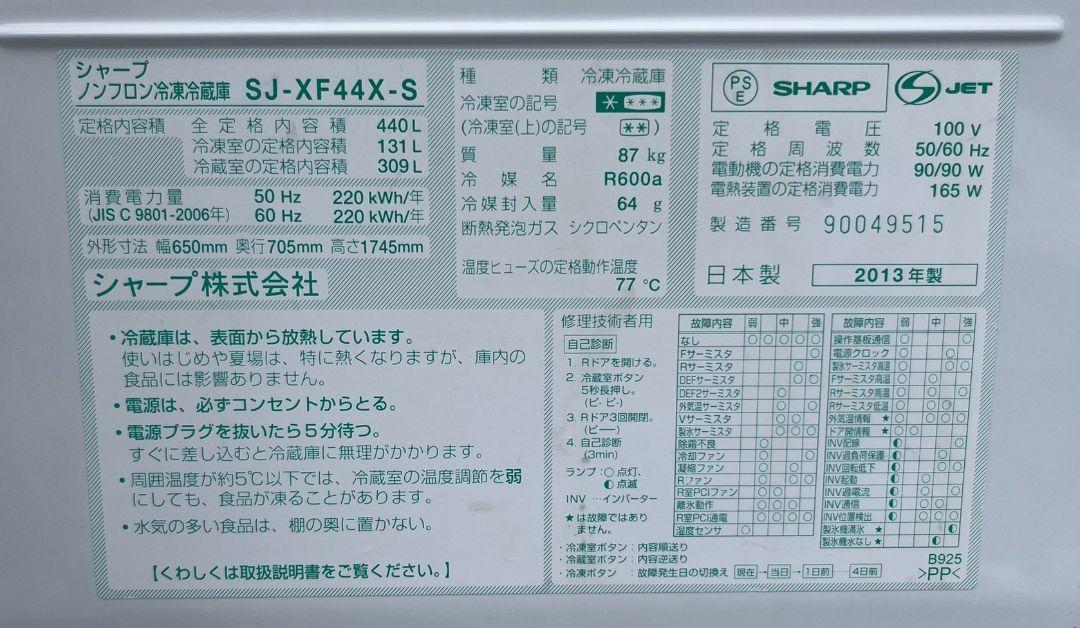 シャープ
ノンフロン冷凍冷蔵庫 SJ-XF44X-S
定格内容積 全定格内容積 440L
冷凍室の定格内容積 131L
冷蔵室の定格内容積 309L
消費電力量 50 Hz 220 kWh/年
(JIS C 9801-2006年) 60 Hz 220 kWh/年
外形寸法 幅650mm 奥行705mm 高さ1745mm
シャープ株式会社
種類 冷凍冷蔵庫
冷凍室の記号 * ***
(冷凍室(上)の記号 ** )
質量 87 kg
冷媒名 R600a
冷媒封入量 64 g
断熱発泡ガス シクロペンタン
温度ヒューズの定格動作温度
77 ℃
PSE SHARP S JET
定格電圧 100 V
定格周波数 50/60 Hz
電動機の定格消費電力 90/90 W
電熱装置の定格消費電力 165 W
製造番号 90049515
日本製 2013年製
・冷蔵庫は、表面から放熱しています。
使いはじめや夏場は、特に熱くなりますが、庫内の
食品には影響ありません。
・電源は、必ずコンセントからとる。
・電源プラグを抜いたら5分待つ。
すぐに差し込むと冷蔵庫に無理がかかります。
・周囲温度が約5℃以下では、冷蔵室の温度調節を弱
にしても、食品が凍ることがあります。
・水気の多い食品は、棚の奥に置かない。
【くわしくは取扱説明書をご覧ください。】
修理技術者用
自己診断
1. Rドアを開ける。
2. 冷蔵室ボタン
5秒長押し。
(ピ- ピ-)
3. Rドア3回開閉。
(ピ──)
4. 自己診断
(3min)
ランプ：○ 点灯、
◐ 点滅
INV …インバーター
★は故障ではあり
ません。
故障内容 弱 中 強
なし ○ ○ ○ ○ ○
Fサーミスタ ○
Rサーミスタ ○
DEFサーミスタ ○ ○
DEF2サーミスタ ○
外気温サーミスタ ○ ○
Vサーミスタ ○ ○
製氷サーミスタ ○ ○ ○
除霜不良 ○
冷却ファン ○ ○
凝縮ファン ○ ○
Rファン ○ ○ ○
R室PCIファン ○ ○
離氷動作 ○ ○ ○
R室PCI通電 ○ ○ ○ ○
湿度センサ ○
故障内容 弱 中 強
操作基板通信 ○
電源クロック ○ ○
製氷サーミスタ高温 ○ ○ ○
Fサーミスタ高温 ○ ○
Rサーミスタ高温 ○ ○ ○
Rサーミスタ低温 ○ ○ ○
外気温情報 ★ ○ ○ ○
ドア開情報 ★ ○ ○
INV配線 ◐ ○
INV過負荷保護 ◐ ○
INV回転低下 ◐ ○ ○
INV起動 ◐ ○
INV過電流 ◐ ○ ○
INV通信 ◐ ○ ○
INV位置検出 ◐ ○ ○ ○
製氷機満氷 ★ ◐
製氷機水なし ★ ◐
・冷凍室ボタン：内容順送り
・冷蔵室ボタン：内容逆送り
・冷凍ボタン：故障発生日の切換え 現在→当日→1日前……4日前
B925
>PP<